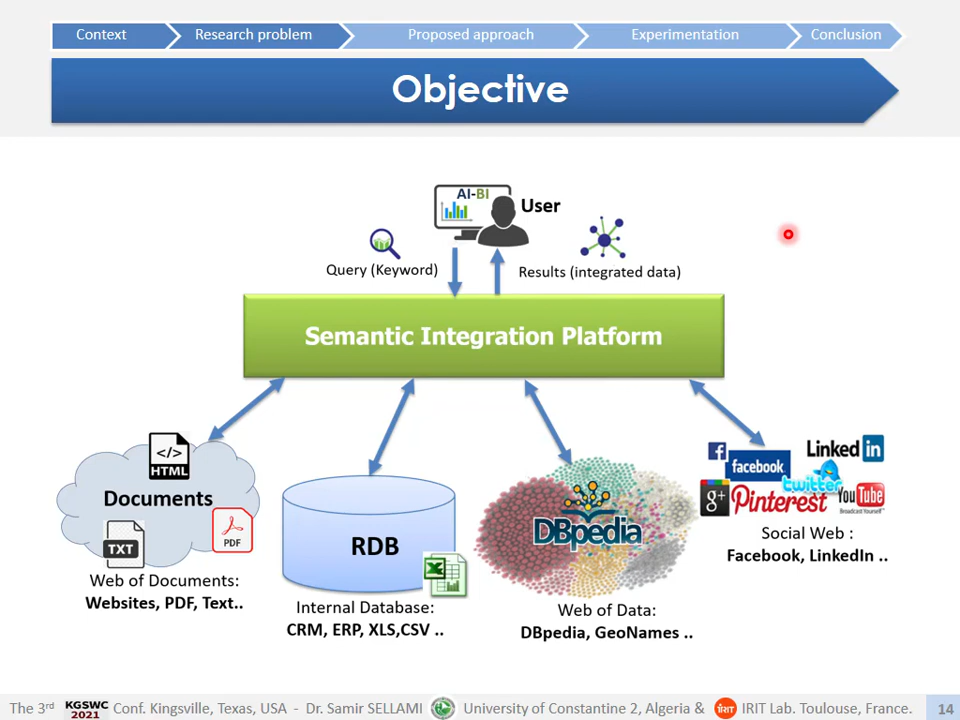 Context
Research problem
Proposed approach
Experimentation
Conclusion
Objective
AI-BI
User
Query (Keyword)
Results (integrated data)
Semantic Integration Platform
</>
HTML
Documents
TXT
PDF
Web of Documents:
Websites, PDF, Text..
RDB
Internal Database:
CRM, ERP, XLS,CSV ..
DBpedia
Web of Data:
DBpedia, GeoNames ..
f
facebook
Linked in
twitter
g+
Pinterest
YouTube
Broadcast Yourself
Social Web :
Facebook, LinkedIn ..
The 3rd KGSWC 2021 Conf. Kingsville, Texas, USA - Dr. Samir SELLAMI University of Constantine 2, Algeria & IRIT IRIT Lab. Toulouse, France. 14